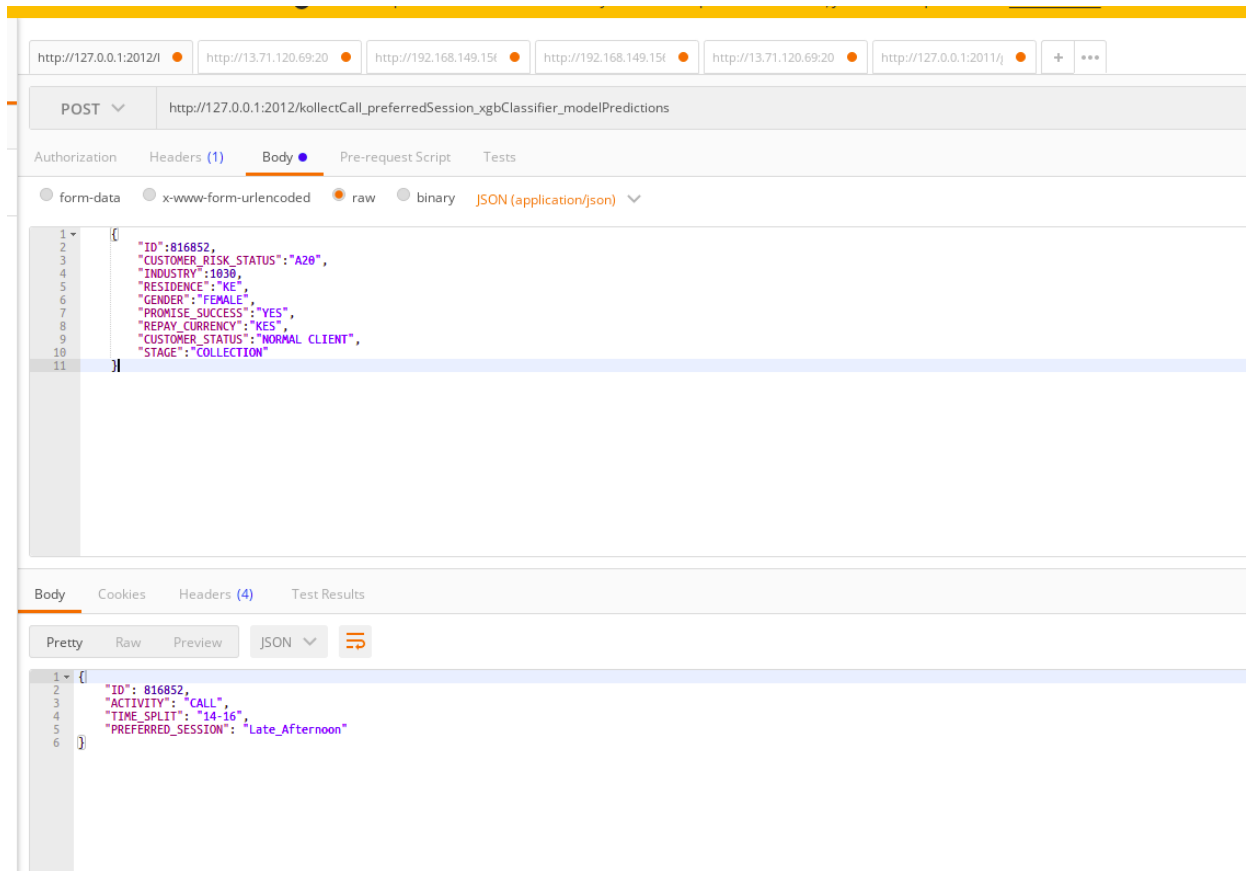 http://127.0.0.1:2012/l http://13.71.120.69:20 http://192.168.149.156 http://192.168.149.156 http://13.71.120.69:20 http://127.0.0.1:2011/ + •••
POST http://127.0.0.1:2012/kollectCall_preferredSession_xgbClassifier_modelPredictions
Authorization Headers (1) Body Pre-request Script Tests
form-data x-www-form-urlencoded raw binary JSON (application/json)
1 {
2 "ID":816852,
3 "CUSTOMER_RISK_STATUS":"A20",
4 "INDUSTRY":1030,
5 "RESIDENCE":"KE",
6 "GENDER":"FEMALE",
7 "PROMISE_SUCCESS":"YES",
8 "REPAY_CURRENCY":"KES",
9 "CUSTOMER_STATUS":"NORMAL CLIENT",
10 "STAGE":"COLLECTION"
11 }
Body Cookies Headers (4) Test Results
Pretty Raw Preview JSON
1 {
2 "ID": 816852,
3 "ACTIVITY": "CALL",
4 "TIME_SPLIT": "14-16",
5 "PREFERRED_SESSION": "Late_Afternoon"
6 }